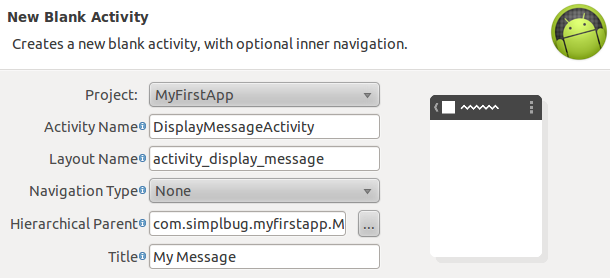 New Blank Activity
Creates a new blank activity, with optional inner navigation.
Project: MyFirstApp
Activity Name DisplayMessageActivity
Layout Name activity_display_message
Navigation Type None
Hierarchical Parent com.simplbug.myfirstapp.M ...
Title My Message